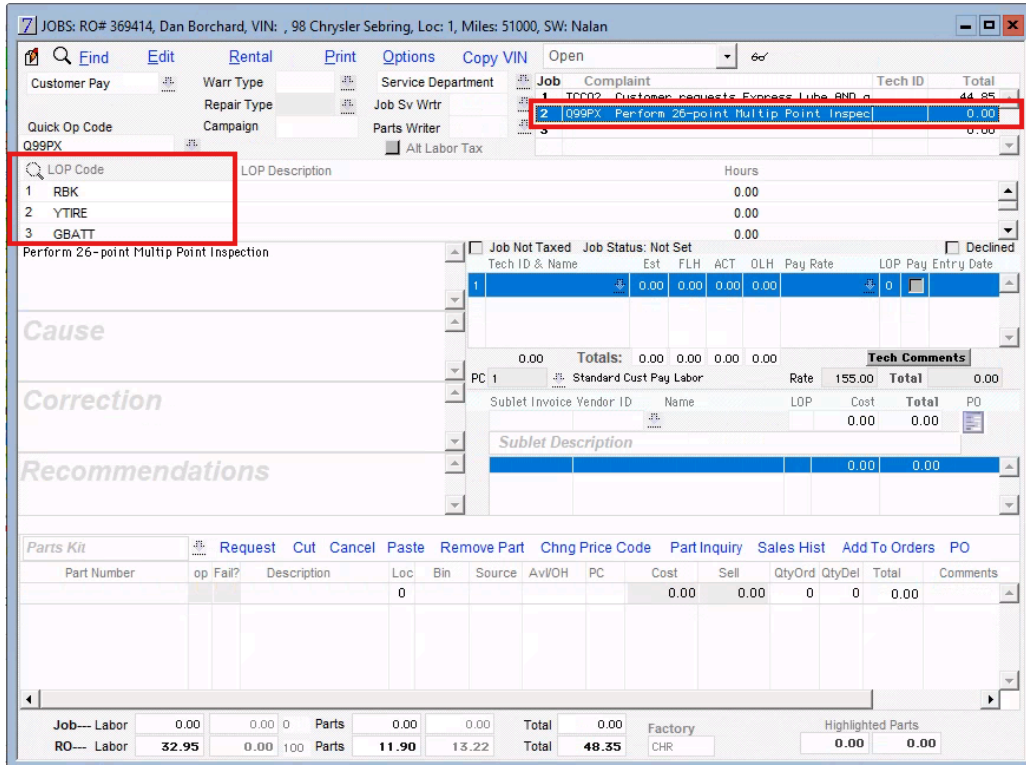 7 JOBS: RO# 369414, Dan Borchard, VIN: , 98 Chrysler Sebring, Loc: 1, Miles: 51000, SW: Nalan
Find Edit Rental Print Options Copy VIN Open
Customer Pay Warr Type Service Department Job Complaint Tech ID Total
1 TCCO2 Customer requests Express Lube AND g 44.85
Repair Type Job Sv Wrtr
2 Q99PX Perform 26-point Multip Point Inspec 0.00
Quick Op Code Campaign Parts Writer
3 0.00
Q99PX Alt Labor Tax
LOP Code LOP Description Hours
1 RBK 0.00
2 YTIRE 0.00
3 GBATT 0.00
Perform 26-point Multip Point Inspection
Job Not Taxed Job Status: Not Set Declined
Tech ID & Name Est FLH ACT OLH Pay Rate LOP Pay Entry Date
1 0.00 0.00 0.00 0.00 0
Cause
0.00 Totals: 0.00 0.00 0.00 0.00 Tech Comments
PC 1 Standard Cust Pay Labor Rate 155.00 Total 0.00
Correction
Sublet Invoice Vendor ID Name LOP Cost Total PO
0.00 0.00
Sublet Description
Recommendations
0.00 0.00
Parts Kit Request Cut Cancel Paste Remove Part Chng Price Code Part Inquiry Sales Hist Add To Orders PO
Part Number op Fail? Description Loc Bin Source Avl/OH PC Cost Sell QtyOrd QtyDel Total Comments
0 0.00 0.00 0 0 0.00
Job--- Labor 0.00 0.00 0 Parts 0.00 0.00 Total 0.00 Factory Highlighted Parts
RO--- Labor 32.95 0.00 100 Parts 11.90 13.22 Total 48.35 CHR 0.00 0.00